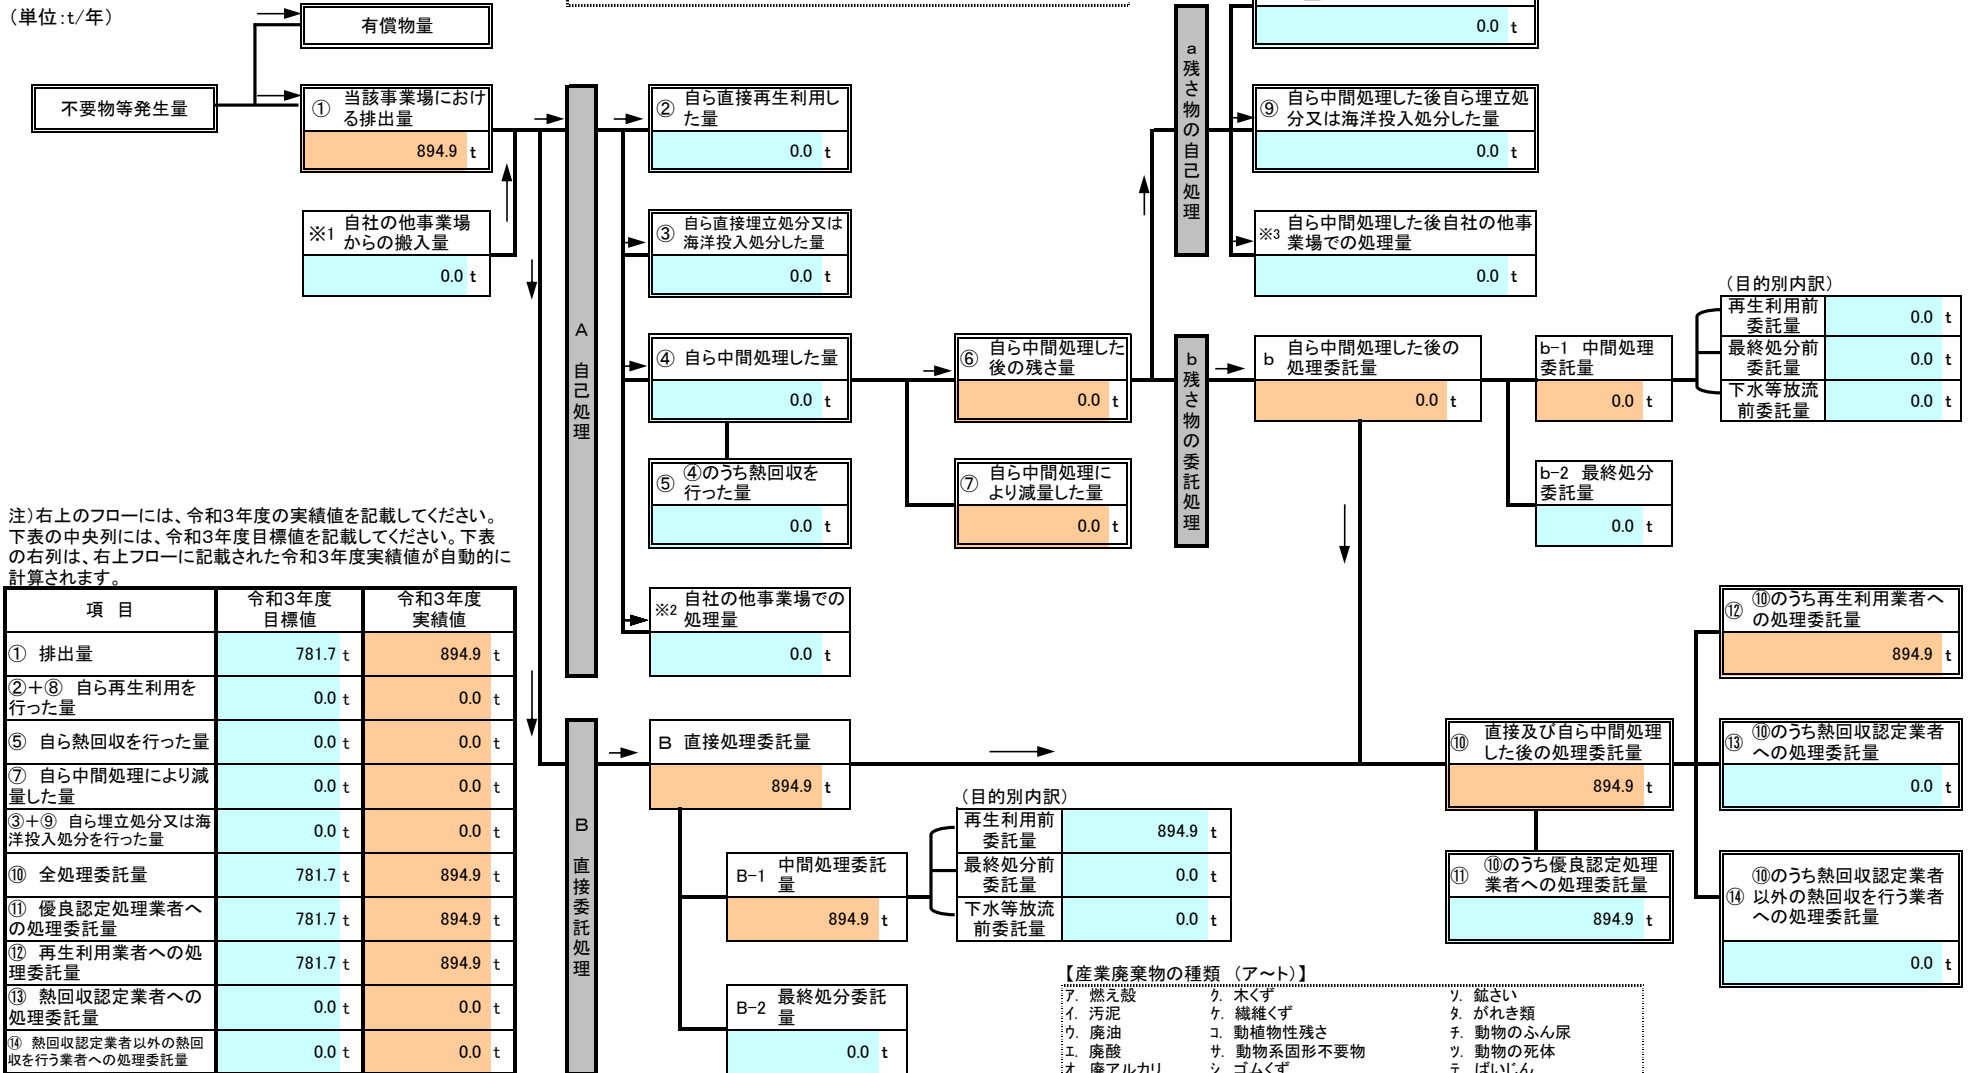 （単位：t/年）
有償物量
0.0 t
不要物等発生量
① 当該事業場におけ
る排出量
894.9 t
※1 自社の他事業場
からの搬入量
0.0 t
A 自己処理
② 自ら直接再生利用し
た量
0.0 t
③ 自ら直接埋立処分又は
海洋投入処分した量
0.0 t
④ 自ら中間処理した量
0.0 t
⑤ ④のうち熱回収を
行った量
0.0 t
※2 自社の他事業場での
処理量
0.0 t
⑥ 自ら中間処理した
後の残さ量
0.0 t
⑦ 自ら中間処理に
より減量した量
0.0 t
a 残さ物の自己処理
⑨ 自ら中間処理した後自ら埋立処
分又は海洋投入処分した量
0.0 t
※3 自ら中間処理した後自社の他事
業場での処理量
0.0 t
b 残さ物の委託処理
b 自ら中間処理した後の
処理委託量
0.0 t
b-1 中間処理
委託量
0.0 t
b-2 最終処分
委託量
0.0 t
（目的別内訳）
再生利用前
委託量
0.0 t
最終処分前
委託量
0.0 t
下水等放流
前委託量
0.0 t
注）右上のフローには、令和3年度の実績値を記載してください。
下表の中央列には、令和3年度目標値を記載してください。下表
の右列は、右上フローに記載された令和3年度実績値が自動的に
計算されます。
項 目 令和3年度 令和3年度
目標値 実績値
① 排出量 781.7 t 894.9 t
②＋⑧ 自ら再生利用を
行った量 0.0 t 0.0 t
⑤ 自ら熱回収を行った量 0.0 t 0.0 t
⑦ 自ら中間処理により減
量した量 0.0 t 0.0 t
③＋⑨ 自ら埋立処分又は海
洋投入処分を行った量 0.0 t 0.0 t
⑩ 全処理委託量 781.7 t 894.9 t
⑪ 優良認定処理業者へ
の処理委託量 781.7 t 894.9 t
⑫ 再生利用業者への処
理委託量 781.7 t 894.9 t
⑬ 熱回収認定業者への
処理委託量 0.0 t 0.0 t
⑭ 熱回収認定業者以外の熱回
収を行う業者への処理委託量 0.0 t 0.0 t
B 直接委託処理
B 直接処理委託量
894.9 t
B-1 中間処理委託
量
894.9 t
B-2 最終処分委託
量
0.0 t
（目的別内訳）
再生利用前
委託量
894.9 t
最終処分前
委託量
0.0 t
下水等放流
前委託量
0.0 t
⑩ 直接及び自ら中間処理
した後の処理委託量
894.9 t
⑪ ⑩のうち優良認定処理
業者への処理委託量
894.9 t
⑫ ⑩のうち再生利用業者へ
の処理委託量
894.9 t
⑬ ⑩のうち熱回収認定業者
への処理委託量
0.0 t
⑭ ⑩のうち熱回収認定業者
以外の熱回収を行う業者
への処理委託量
0.0 t
【産業廃棄物の種類 （ア～ト）】
ア. 燃え殻 ク. 木くず ソ. 鉱さい
イ. 汚泥 ケ. 繊維くず タ. がれき類
ウ. 廃油 コ. 動植物性残さ チ. 動物のふん尿
エ. 廃酸 サ. 動物系固形不要物 ツ. 動物の死体
オ. 廃アルカリ シ. ゴムくず テ. ばいじん